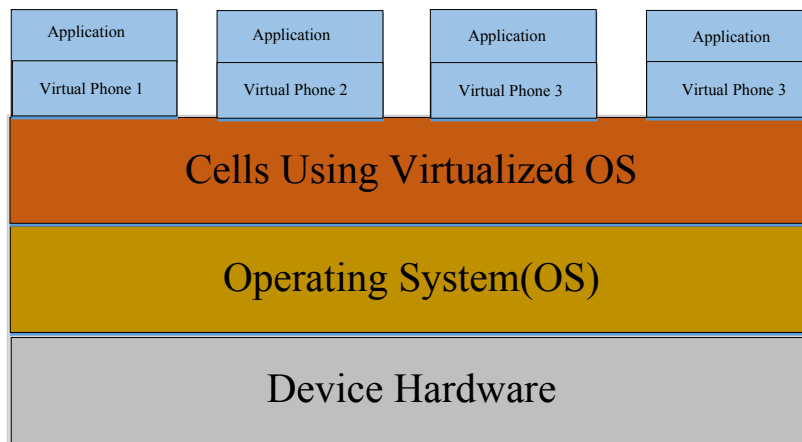 Application
Application
Application
Application
Virtual Phone 1
Virtual Phone 2
Virtual Phone 3
Virtual Phone 3
Cells Using Virtualized OS
Operating System(OS)
Device Hardware